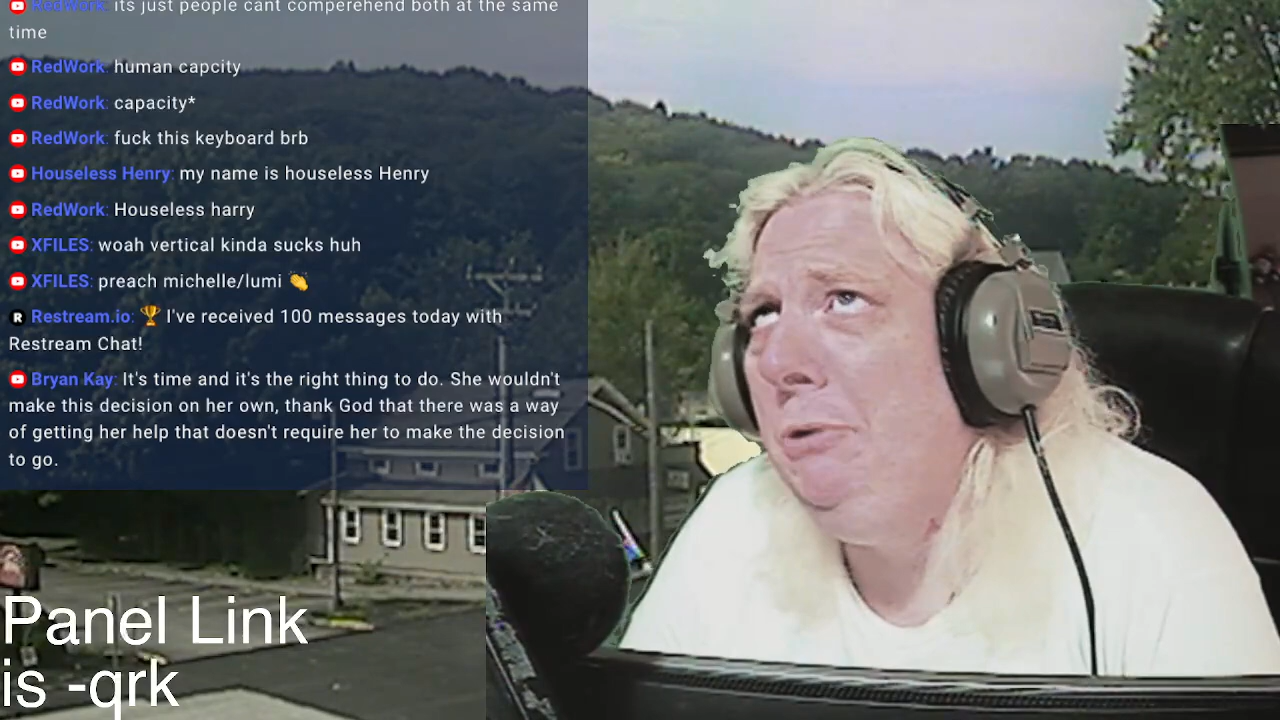 RedWork: its just people cant comperehend both at the same
time
RedWork: human capcity
RedWork: capacity*
RedWork: fuck this keyboard brb
Houseless Henry: my name is houseless Henry
RedWork: Houseless harry
XFILES: woah vertical kinda sucks huh
XFILES: preach michelle/lumi 👏
Restream.io: 🏆 I've received 100 messages today with
Restream Chat!
Bryan Kay: It's time and it's the right thing to do. She wouldn't
make this decision on her own, thank God that there was a way
of getting her help that doesn't require her to make the decision
to go.
Panel Link
is -qrk